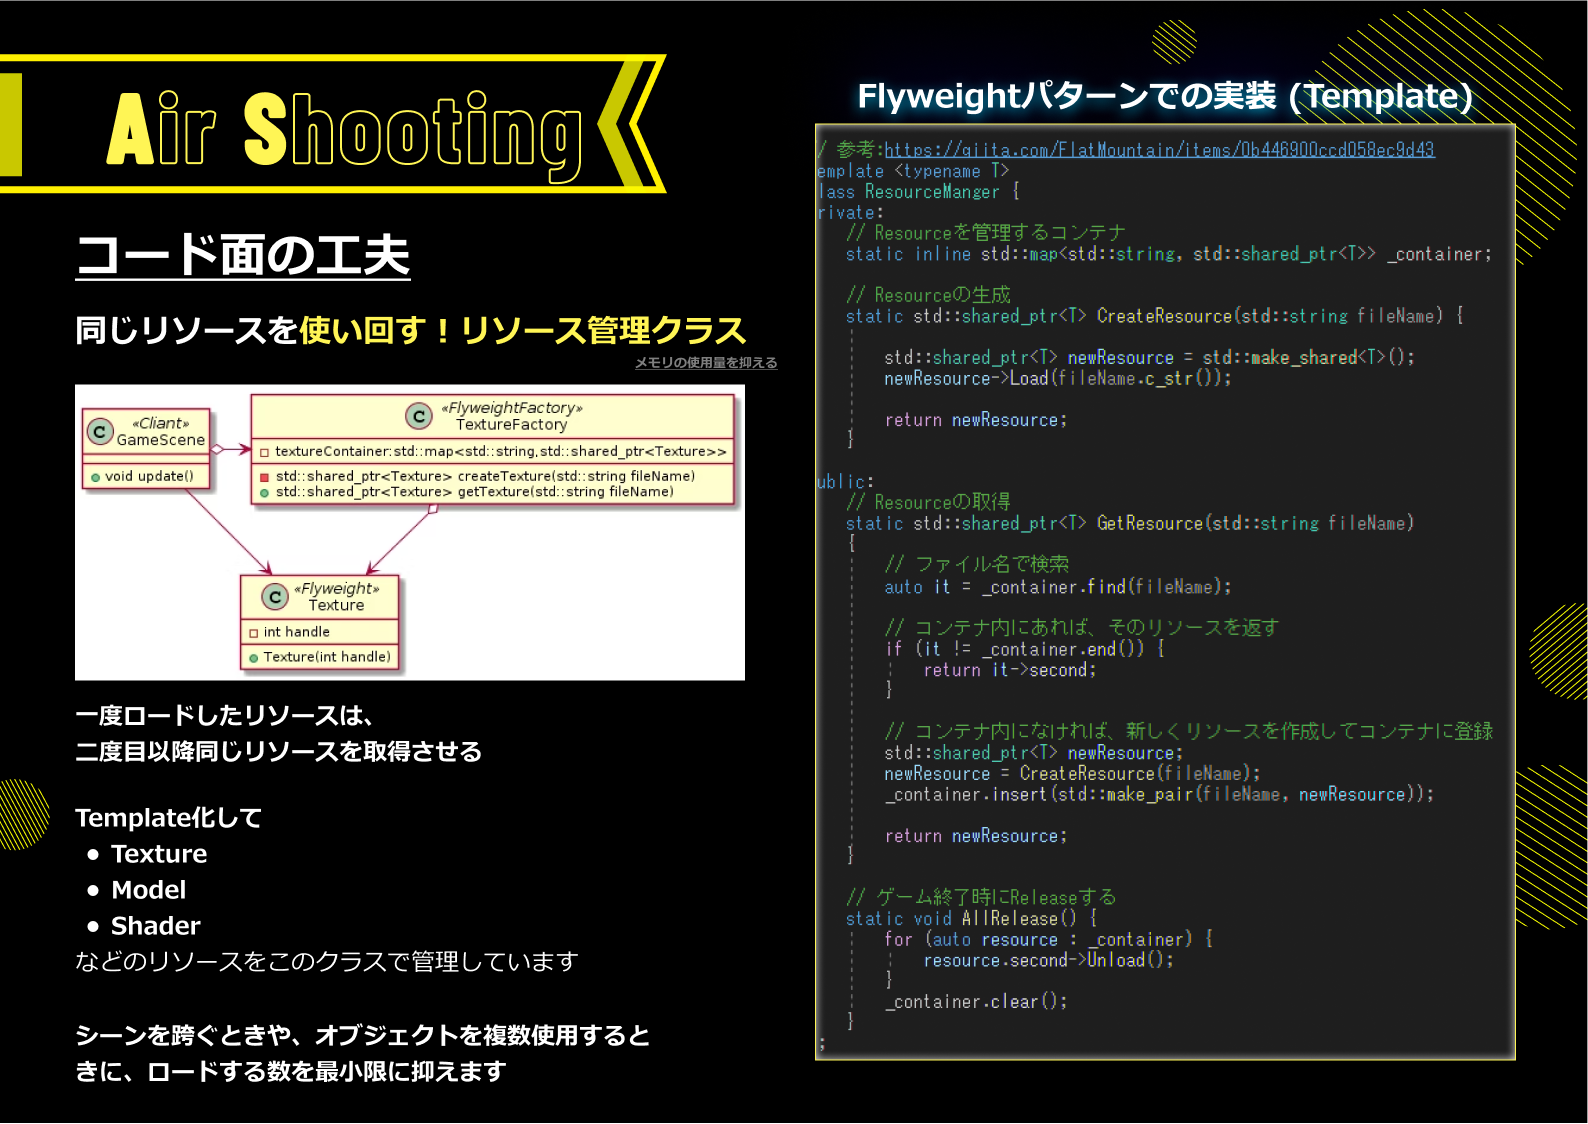 Air Shooting
コード面の工夫
同じリソースを使い回す！リソース管理クラス
メモリの使用量を抑える
C «Cliant»
GameScene
void update()
C «FlyweightFactory»
TextureFactory
textureContainer:std::map<std::string,std::shared_ptr<Texture>>
std::shared_ptr<Texture> createTexture(std::string fileName)
std::shared_ptr<Texture> getTexture(std::string fileName)
C «Flyweight»
Texture
int handle
Texture(int handle)
一度ロードしたリソースは、
二度目以降同じリソースを取得させる
Template化して
● Texture
● Model
● Shader
などのリソースをこのクラスで管理しています
シーンを跨ぐときや、オブジェクトを複数使用すると
きに、ロードする数を最小限に抑えます
Flyweightパターンでの実装 (Template)
/ 参考:https://qiita.com/FlatMountain/items/0b446900ccd058ec9d43
emplate <typename T>
lass ResourceManger {
rivate:
// Resourceを管理するコンテナ
static inline std::map<std::string, std::shared_ptr<T>> _container;
// Resourceの生成
static std::shared_ptr<T> CreateResource(std::string fileName) {
std::shared_ptr<T> newResource = std::make_shared<T>();
newResource->Load(fileName.c_str());
return newResource;
}
ublic:
// Resourceの取得
static std::shared_ptr<T> GetResource(std::string fileName)
{
// ファイル名で検索
auto it = _container.find(fileName);
// コンテナ内にあれば、そのリソースを返す
if (it != _container.end()) {
return it->second;
}
// コンテナ内になければ、新しくリソースを作成してコンテナに登録
std::shared_ptr<T> newResource;
newResource = CreateResource(fileName);
_container.insert(std::make_pair(fileName, newResource));
return newResource;
}
// ゲーム終了時にReleaseする
static void AllRelease() {
for (auto resource : _container) {
resource.second->Unload();
}
_container.clear();
}
;